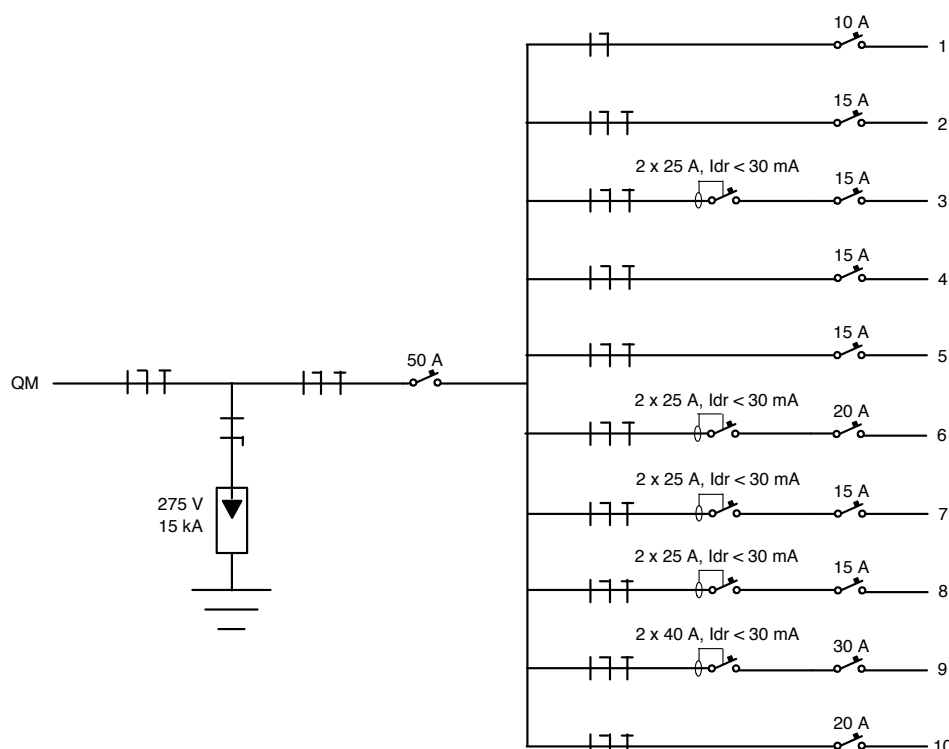 10 A
1
15 A
2
2 x 25 A, Idr < 30 mA
15 A
3
15 A
4
15 A
5
50 A
QM
2 x 25 A, Idr < 30 mA
20 A
6
2 x 25 A, Idr < 30 mA
15 A
7
275 V
15 kA
2 x 25 A, Idr < 30 mA
15 A
8
2 x 40 A, Idr < 30 mA
30 A
9
20 A
10